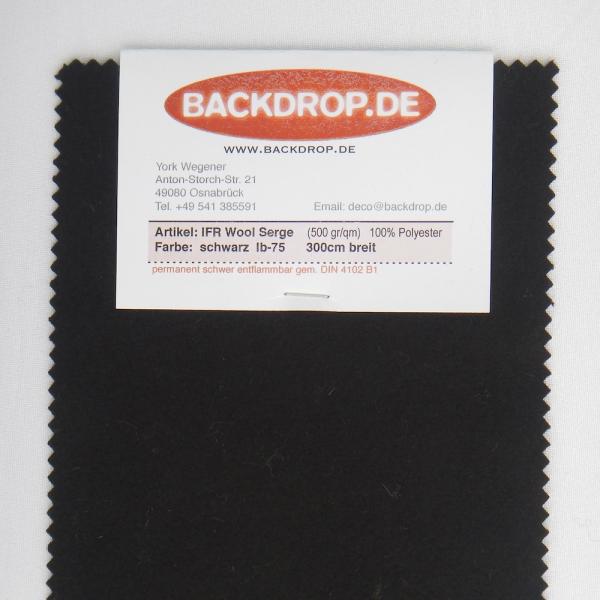 BACKDROP.DE
WWW.BACKDROP.DE
York Wegener
Anton-Storch-Str. 21
49080 Osnabrück
Tel. +49 541 385591 Email: deco@backdrop.de
Artikel: IFR Wool Serge (500 gr/qm) 100% Polyester
Farbe: schwarz lb-75 300cm breit
permanent schwer entflammbar gem. DIN 4102 B1